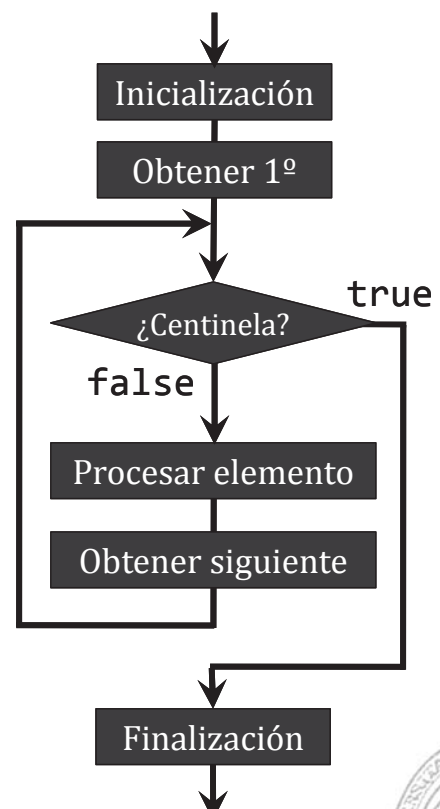 Inicialización
Obtener 1º
¿Centinela?
true
false
Procesar elemento
Obtener siguiente
Finalización